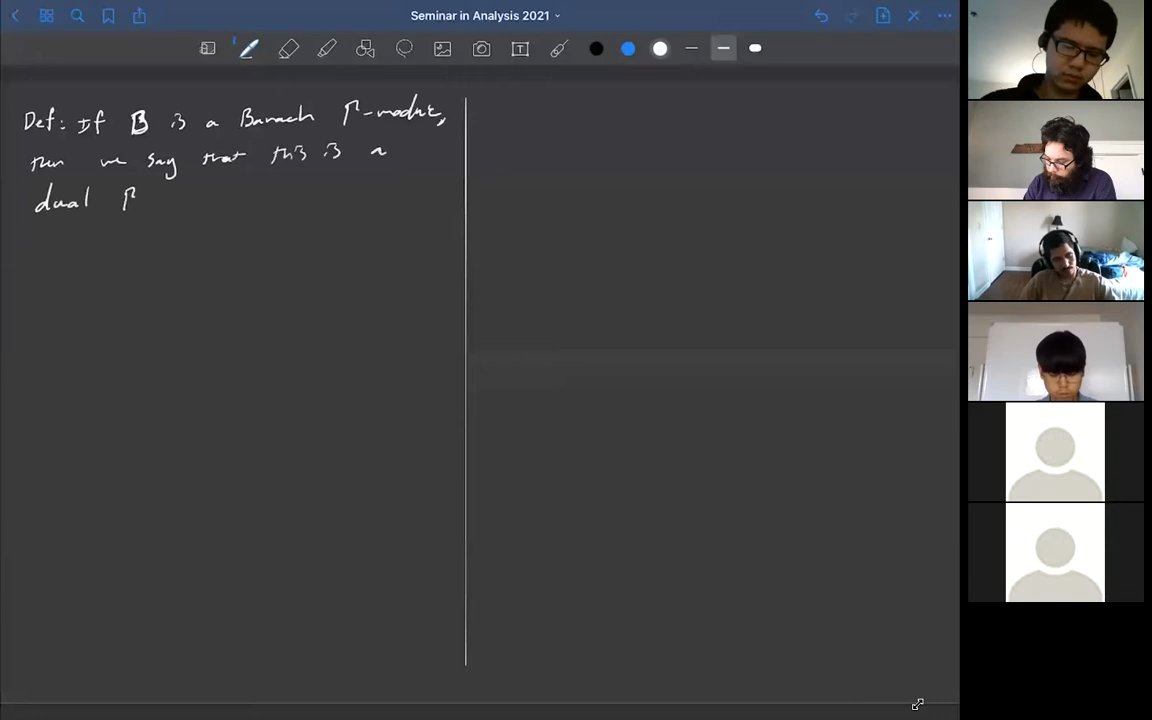 Seminar in Analysis 2021
Def: If B is a Banach Γ-module,
then we say that this is a
dual Γ